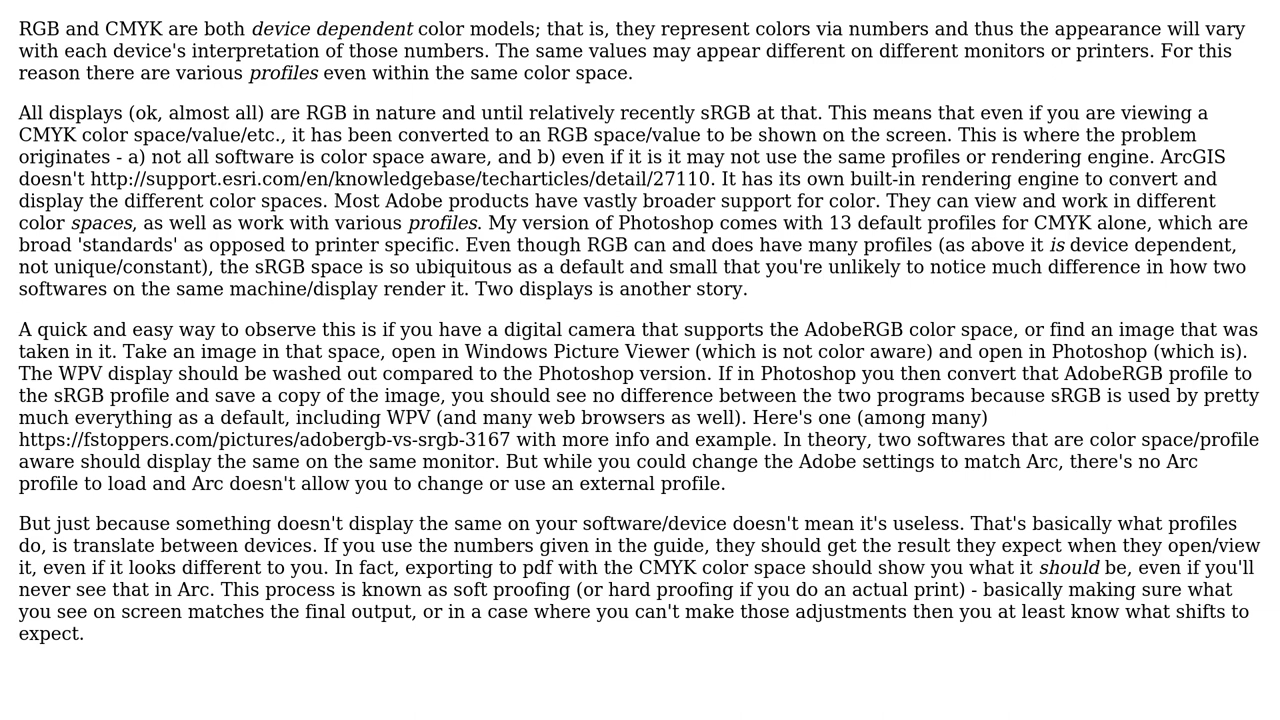 RGB and CMYK are both device dependent color models; that is, they represent colors via numbers and thus the appearance will vary
with each device's interpretation of those numbers. The same values may appear different on different monitors or printers. For this
reason there are various profiles even within the same color space.
All displays (ok, almost all) are RGB in nature and until relatively recently sRGB at that. This means that even if you are viewing a
CMYK color space/value/etc., it has been converted to an RGB space/value to be shown on the screen. This is where the problem
originates - a) not all software is color space aware, and b) even if it is it may not use the same profiles or rendering engine. ArcGIS
doesn't http://support.esri.com/en/knowledgebase/techarticles/detail/27110. It has its own built-in rendering engine to convert and
display the different color spaces. Most Adobe products have vastly broader support for color. They can view and work in different
color spaces, as well as work with various profiles. My version of Photoshop comes with 13 default profiles for CMYK alone, which are
broad 'standards' as opposed to printer specific. Even though RGB can and does have many profiles (as above it is device dependent,
not unique/constant), the sRGB space is so ubiquitous as a default and small that you're unlikely to notice much difference in how two
softwares on the same machine/display render it. Two displays is another story.
A quick and easy way to observe this is if you have a digital camera that supports the AdobeRGB color space, or find an image that was
taken in it. Take an image in that space, open in Windows Picture Viewer (which is not color aware) and open in Photoshop (which is).
The WPV display should be washed out compared to the Photoshop version. If in Photoshop you then convert that AdobeRGB profile to
the sRGB profile and save a copy of the image, you should see no difference between the two programs because sRGB is used by pretty
much everything as a default, including WPV (and many web browsers as well). Here's one (among many)
https://fstoppers.com/pictures/adobergb-vs-srgb-3167 with more info and example. In theory, two softwares that are color space/profile
aware should display the same on the same monitor. But while you could change the Adobe settings to match Arc, there's no Arc
profile to load and Arc doesn't allow you to change or use an external profile.
But just because something doesn't display the same on your software/device doesn't mean it's useless. That's basically what profiles
do, is translate between devices. If you use the numbers given in the guide, they should get the result they expect when they open/view
it, even if it looks different to you. In fact, exporting to pdf with the CMYK color space should show you what it should be, even if you'll
never see that in Arc. This process is known as soft proofing (or hard proofing if you do an actual print) - basically making sure what
you see on screen matches the final output, or in a case where you can't make those adjustments then you at least know what shifts to
expect.